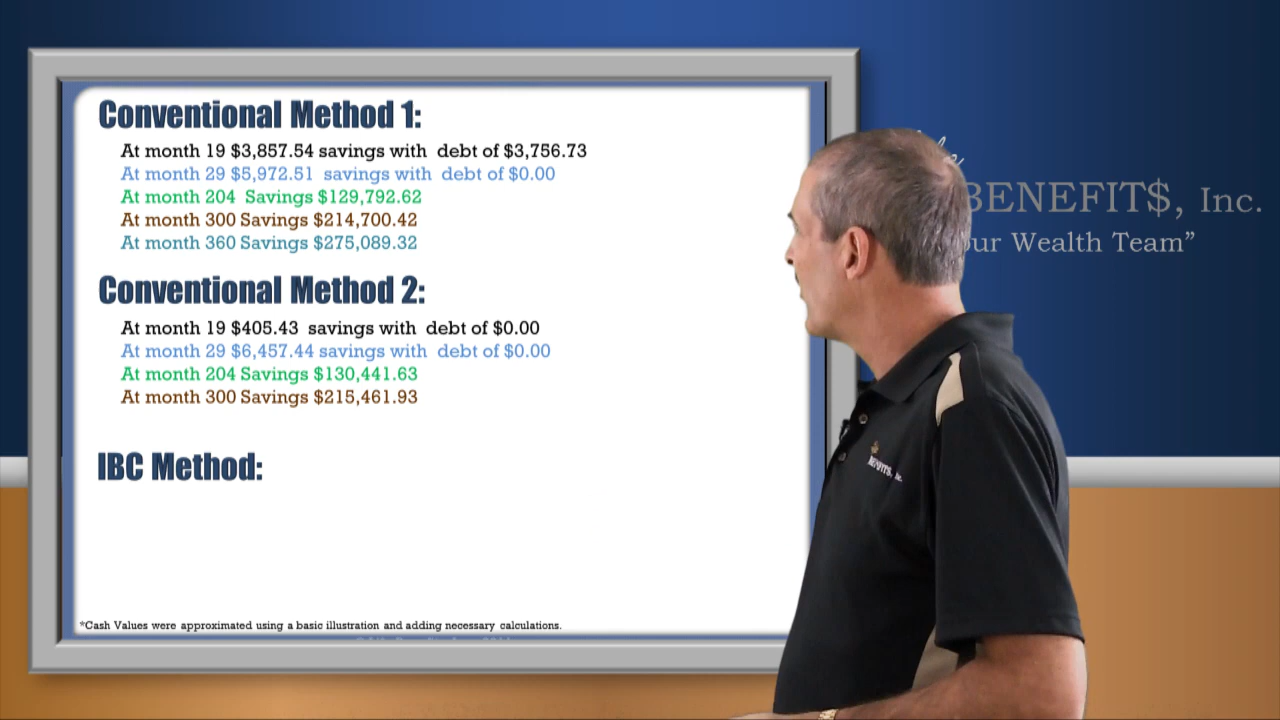 Conventional Method 1:
At month 19 $3,857.54 savings with debt of $3,756.73
At month 29 $5,972.51 savings with debt of $0.00
At month 204 Savings $129,792.62
At month 300 Savings $214,700.42
At month 360 Savings $275,089.32
Conventional Method 2:
At month 19 $405.43 savings with debt of $0.00
At month 29 $6,457.44 savings with debt of $0.00
At month 204 Savings $130,441.63
At month 300 Savings $215,461.93
IBC Method:
*Cash Values were approximated using a basic illustration and adding necessary calculations.
BENEFIT$, Inc.
our Wealth Team”